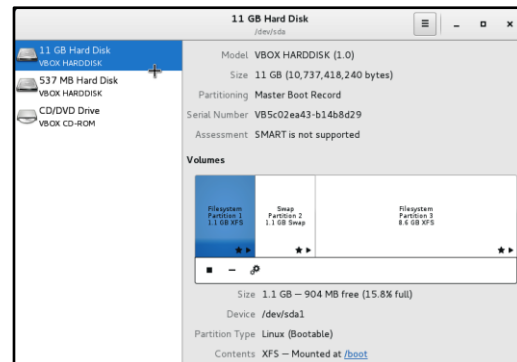 11 GB Hard Disk
/dev/sda
11 GB Hard Disk
VBOX HARDDISK
537 MB Hard Disk
VBOX HARDDISK
CD/DVD Drive
VBOX CD-ROM
Model VBOX HARDDISK (1.0)
Size 11 GB (10,737,418,240 bytes)
Partitioning Master Boot Record
Serial Number VB5c02ea43-b14b8d29
Assessment SMART is not supported
Volumes
Filesystem
Partition 1
1.1 GB XFS
Swap
Partition 2
1.1 GB Swap
Filesystem
Partition 3
8.6 GB XFS
Size 1.1 GB — 904 MB free (15.8% full)
Device /dev/sda1
Partition Type Linux (Bootable)
Contents XFS — Mounted at /boot